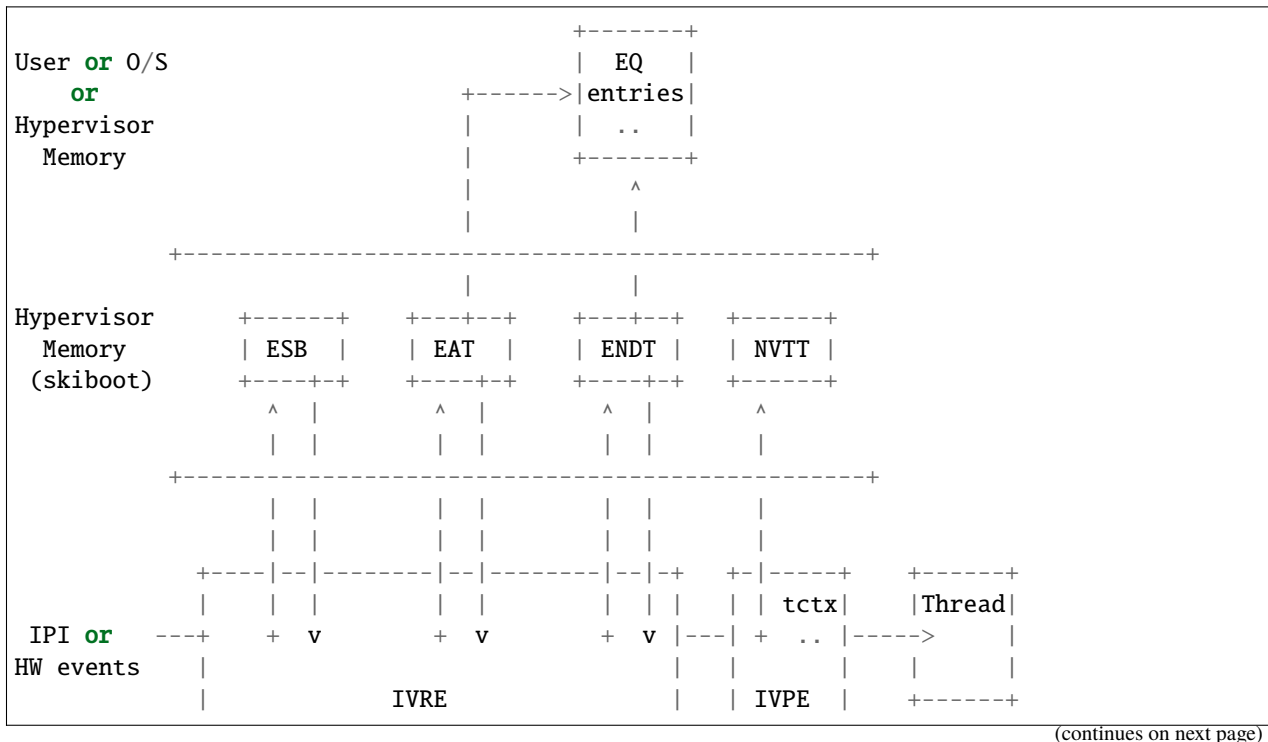 +-------+
User or O/S                             |  EQ   |
    or                          +------>|entries|
Hypervisor                      |       |  ..   |
  Memory                        |       +-------+
                                |           ^
                                |           |
           +-------------------------------------------------+
                                |           |
Hypervisor      +------+    +---+--+    +---+--+   +------+
  Memory        | ESB  |    | EAT  |    | ENDT |   | NVTT |
 (skiboot)      +----+-+    +----+-+    +----+-+   +------+
                  ^  |        ^  |        ^  |       ^
                  |  |        |  |        |  |       |
           +-------------------------------------------------+
                  |  |        |  |        |  |       |
                  |  |        |  |        |  |       |
             +----|--|--------|--|--------|--|-+   +-|-----+    +------+
             |    |  |        |  |        |  | |   | | tctx|    |Thread|
 IPI or   ---+    +  v        +  v        +  v |---| +  .. |----->     |
HW events    |                                 |   |       |    |      |
             |             IVRE                |   | IVPE  |    +------+
(continues on next page)